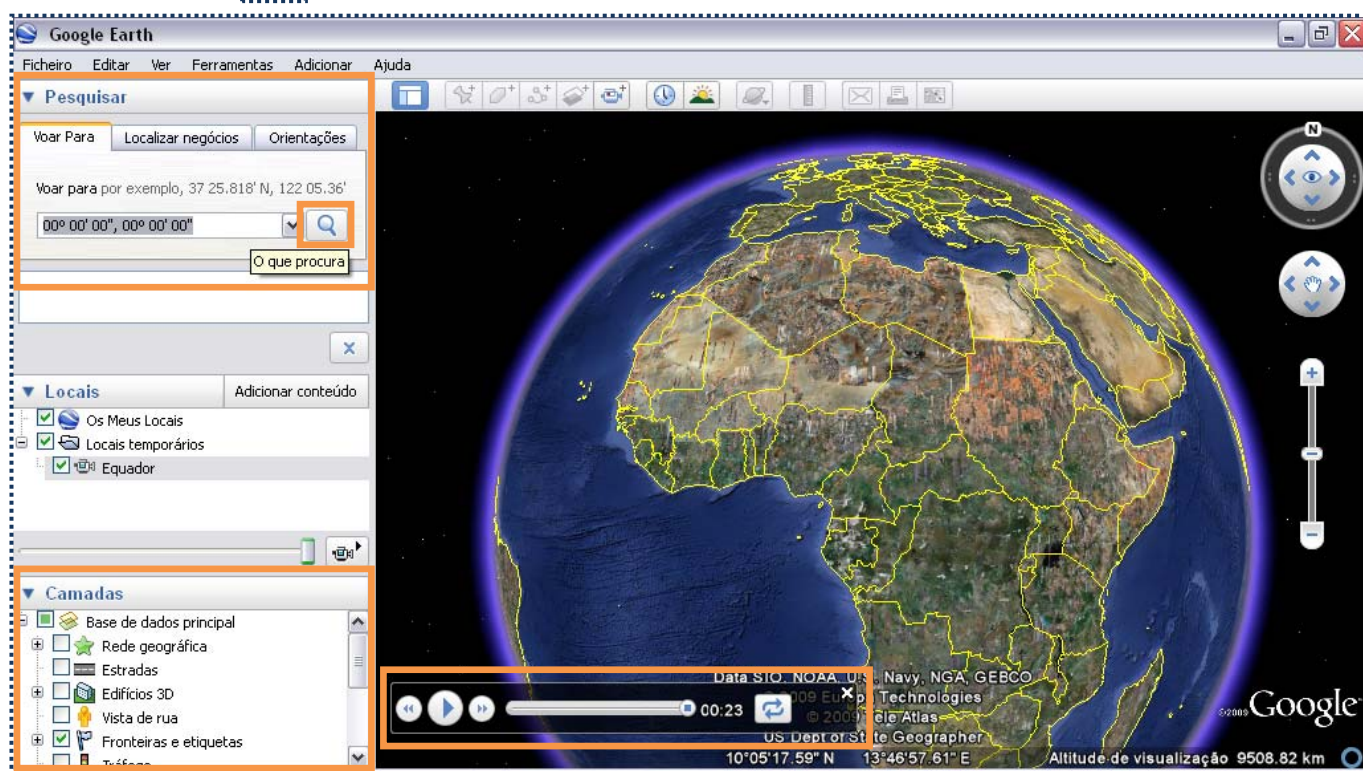 Google Earth
Ficheiro Editar Ver Ferramentas Adicionar Ajuda
Pesquisar
Voar Para Localizar negócios Orientações
Voar para por exemplo, 37 25.818' N, 122 05.36'
00º 00' 00", 00º 00' 00"
O que procura
Locais Adicionar conteúdo
Os Meus Locais
Locais temporários
Equador
Camadas
Base de dados principal
Rede geográfica
Estradas
Edifícios 3D
Vista de rua
Fronteiras e etiquetas
Tráfego
N
Data SIO, NOAA, U.S. Navy, NGA, GEBCO
© 2009 Europa Technologies
© 2009 Tele Atlas
US Dept of State Geographer
00:23
©2009 Google
10°05'17.59" N 13°46'57.61" E Altitude de visualização 9508.82 km